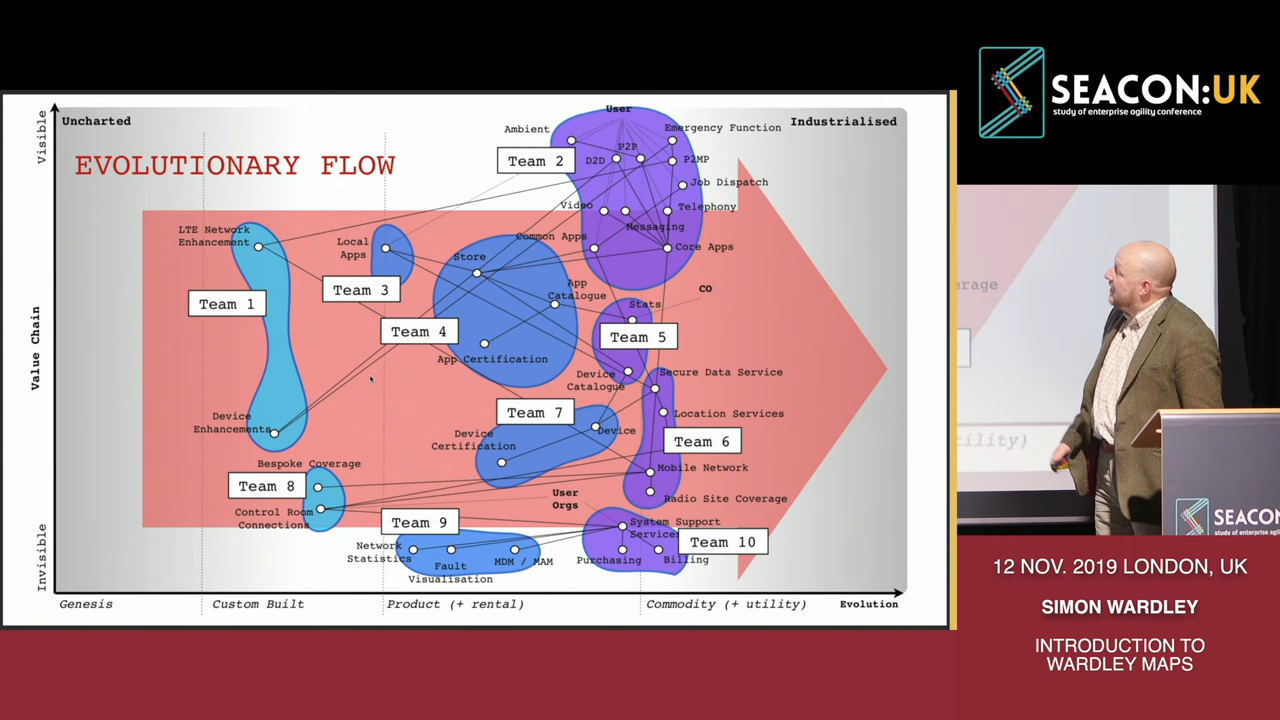 Visible
Uncharted
Industrialised
EVOLUTIONARY FLOW
User
Ambient
Emergency Function
P2P
Team 2
D2D
P2MP
Job Dispatch
Video
Telephony
Messaging
LTE Network
Enhancement
Common Apps
Core Apps
Local
Apps
Store
Team 3
App
Catalogue
CO
Stats
Team 1
Team 4
Team 5
App Certification
Device
Catalogue
Secure Data Service
Value Chain
Team 7
Location Services
Device
Enhancements
Device
Device
Certification
Team 6
Bespoke Coverage
Mobile Network
Team 8
User
Orgs
Radio Site Coverage
Control Room
Connections
Team 9
System Support
Services
Team 10
Network
Statistics
Fault
Visualisation
MDM / MAM
Purchasing
Billing
Invisible
Genesis
Custom Built
Product (+ rental)
Commodity (+ utility)
Evolution
SEACON:UK
study of enterprise agility conference
erage
tility)
SEACON
12 NOV. 2019 LONDON, UK
SIMON WARDLEY
INTRODUCTION TO
WARDLEY MAPS